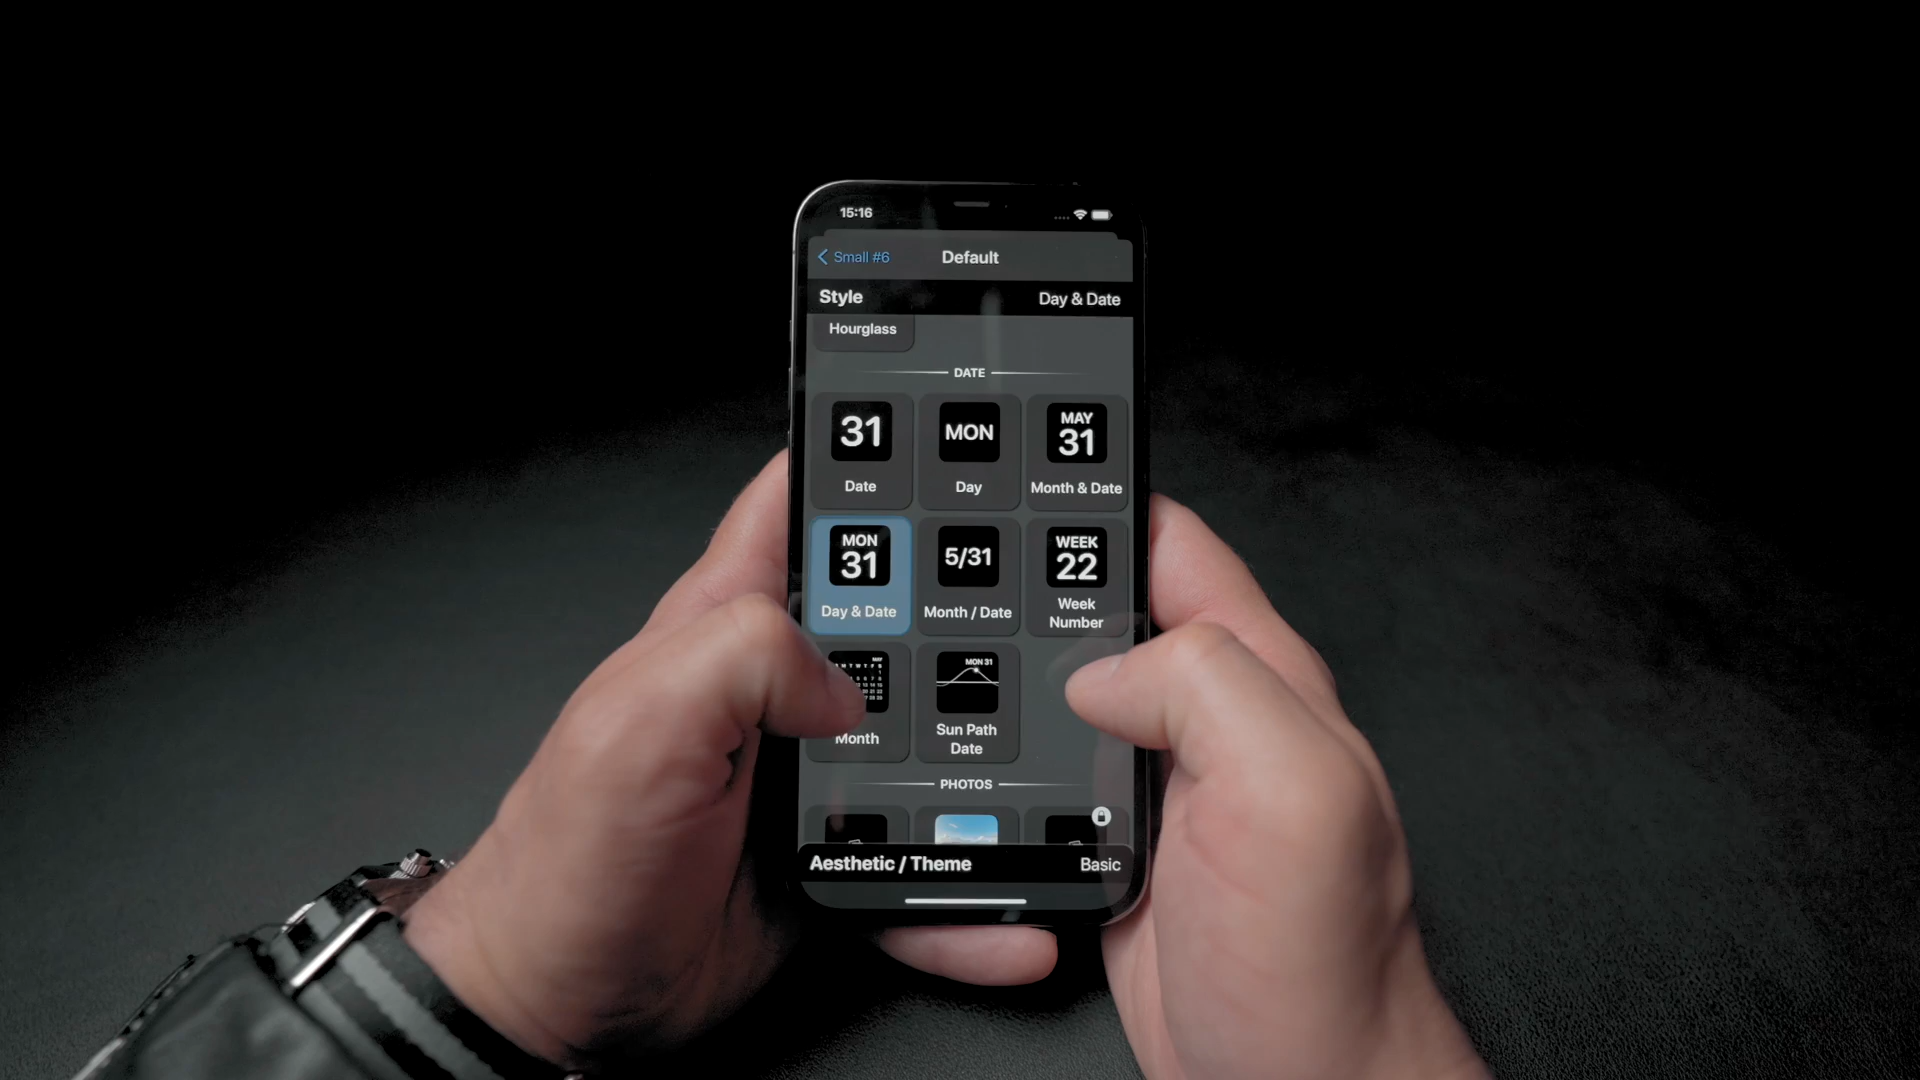 15:16
Small #6
Default
Style
Day & Date
Hourglass
DATE
31
MON
MAY
31
Date
Day
Month & Date
MON
31
5/31
WEEK
22
Day & Date
Month / Date
Week
Number
MAY
MON 31
Month
Sun Path
Date
PHOTOS
Aesthetic / Theme
Basic